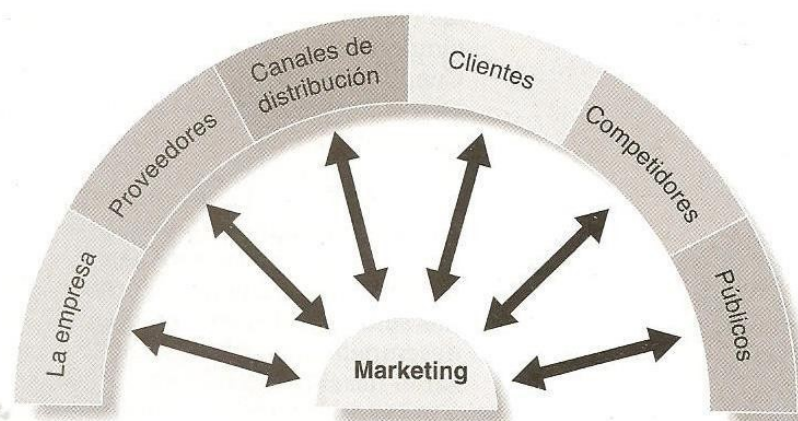 La empresa
Proveedores
Canales de
distribución
Clientes
Competidores
Públicos
Marketing